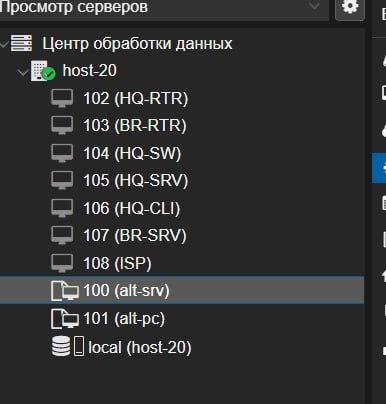 Просмотр серверов
Центр обработки данных
host-20
102 (HQ-RTR)
103 (BR-RTR)
104 (HQ-SW)
105 (HQ-SRV)
106 (HQ-CLI)
107 (BR-SRV)
108 (ISP)
100 (alt-srv)
101 (alt-pc)
local (host-20)